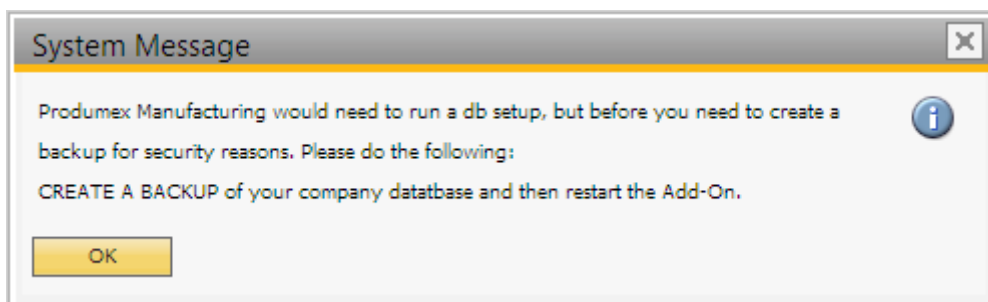 System Message
Produmex Manufacturing would need to run a db setup, but before you need to create a
backup for security reasons. Please do the following:
CREATE A BACKUP of your company datatbase and then restart the Add-On.
OK